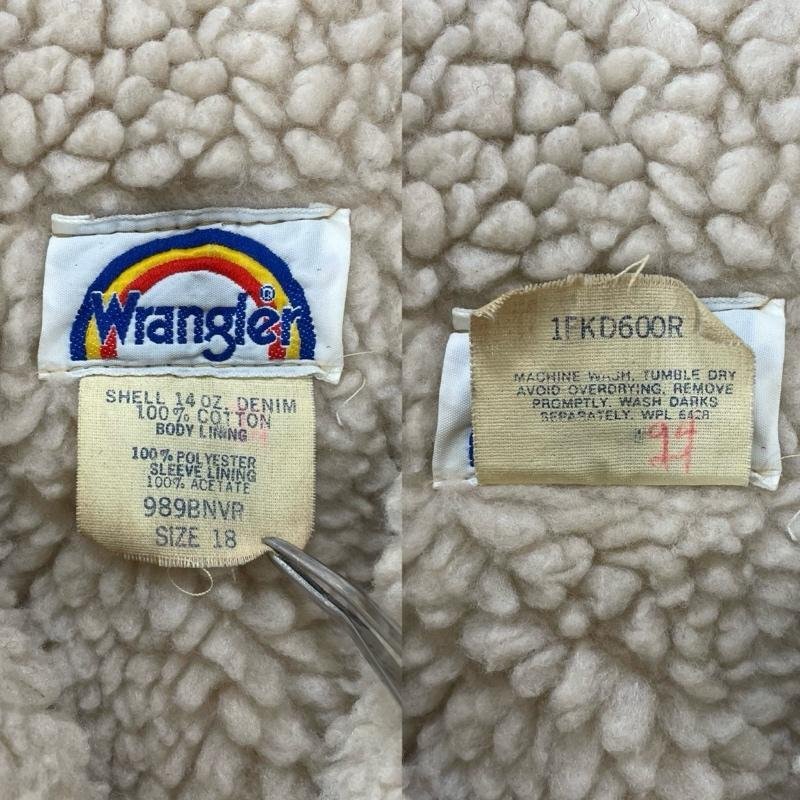 Wrangler®
SHELL 14 OZ. DENIM
100% COTTON
BODY LINING
100% POLYESTER
SLEEVE LINING
100% ACETATE
989BNVR
SIZE 18
1FKD600R
MACHINE WASH, TUMBLE DRY
AVOID OVERDRYING, REMOVE
PROMPTLY, WASH DARKS
SEPARATELY. WPL 6428